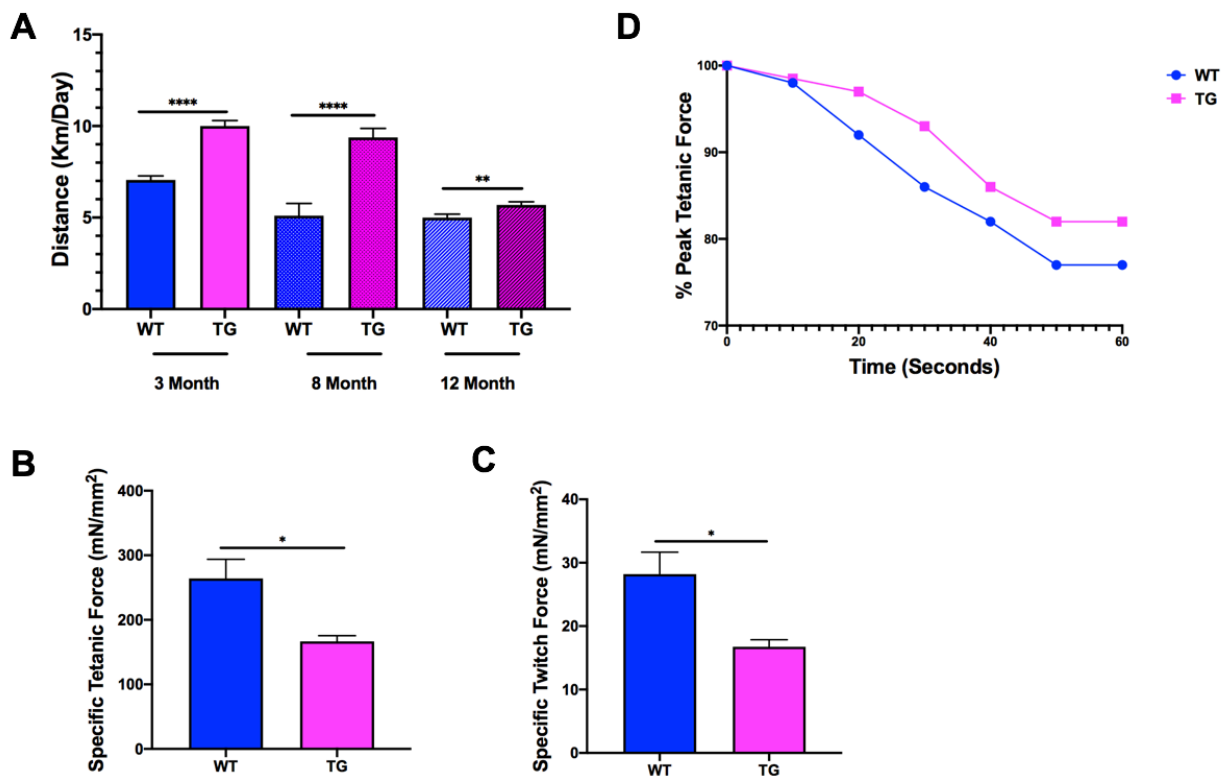 A
Distance (Km/Day)
15
10
5
0
****
****
**
WT
TG
WT
TG
WT
TG
3 Month
8 Month
12 Month
D
% Peak Tetanic Force
100
90
80
70
0
20
40
60
Time (Seconds)
WT
TG
B
Specific Tetanic Force (mN/mm²)
400
300
200
100
0
*
WT
TG
C
Specific Twitch Force (mN/mm²)
40
30
20
10
0
*
WT
TG